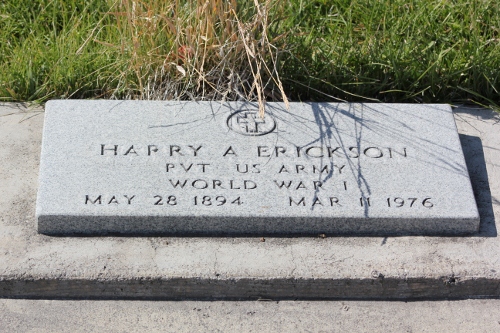 HARRY A ERICKSON
PVT US ARMY
WORLD WAR I
MAY 28 1894 MAR 11 1976